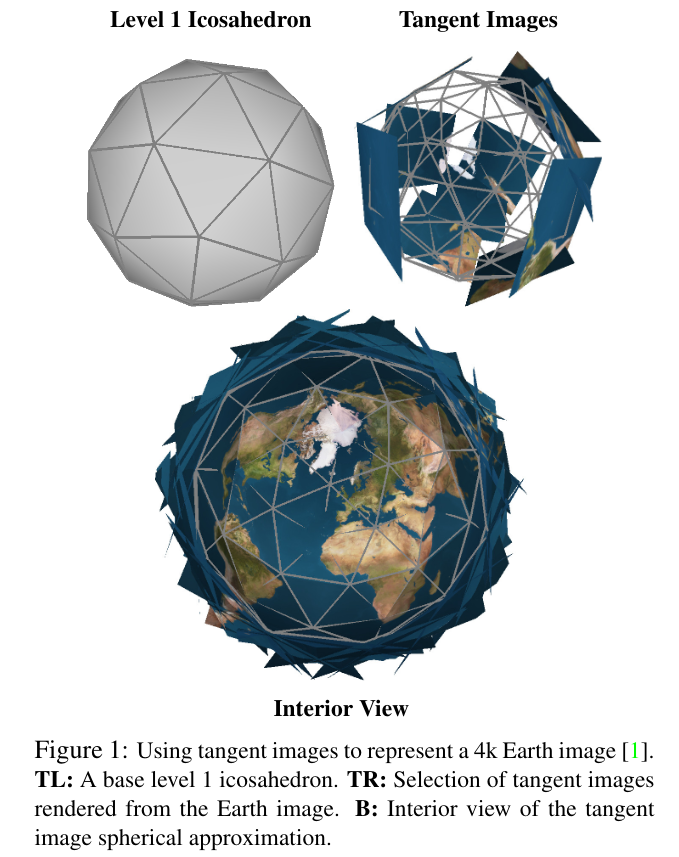 Level 1 Icosahedron
Tangent Images
Interior View
Figure 1: Using tangent images to represent a 4k Earth image [1].
TL: A base level 1 icosahedron. TR: Selection of tangent images
rendered from the Earth image. B: Interior view of the tangent
image spherical approximation.